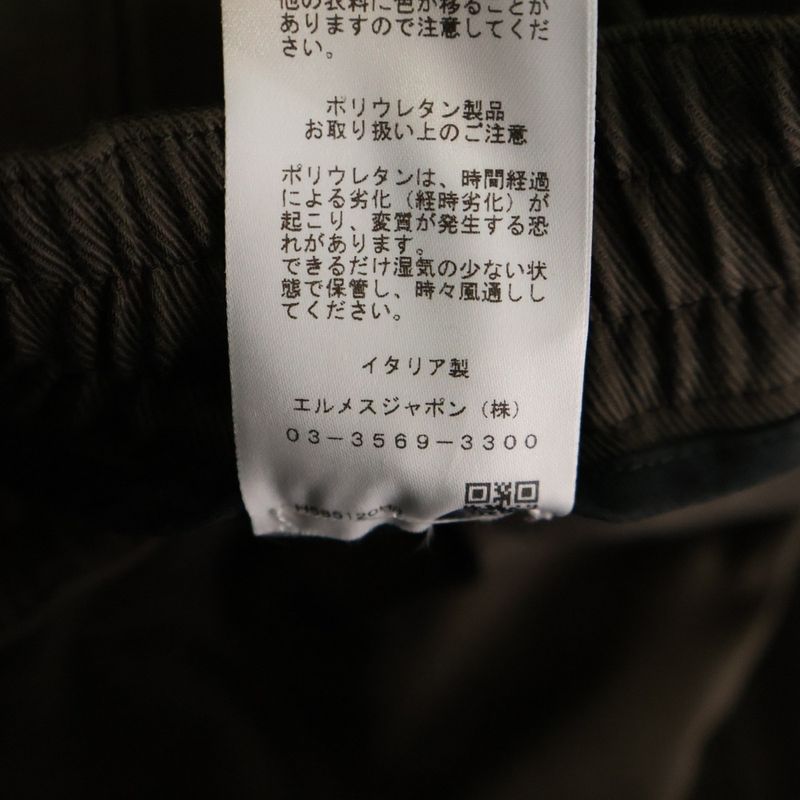 他の衣料に色が移ることが
ありますので注意してくだ
さい。
ポリウレタン製品
お取り扱い上のご注意
ポリウレタンは、時間経過
による劣化（経時劣化）が
起こり、変質が発生する恐
れがあります。
できるだけ湿気の少ない状
態で保管し、時々風通しし
てください。
イタリア製
エルメスジャポン（株）
03-3569-3300